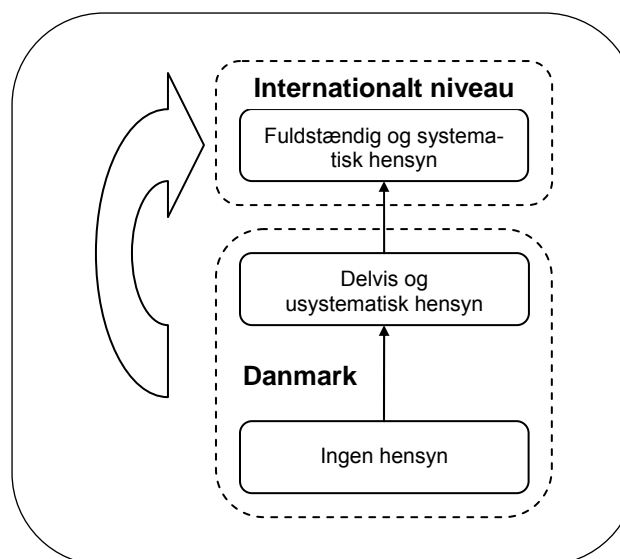 Internationalt niveau
Fuldstændig og systema-
tisk hensyn
Delvis og
usystematisk hensyn
Danmark
Ingen hensyn